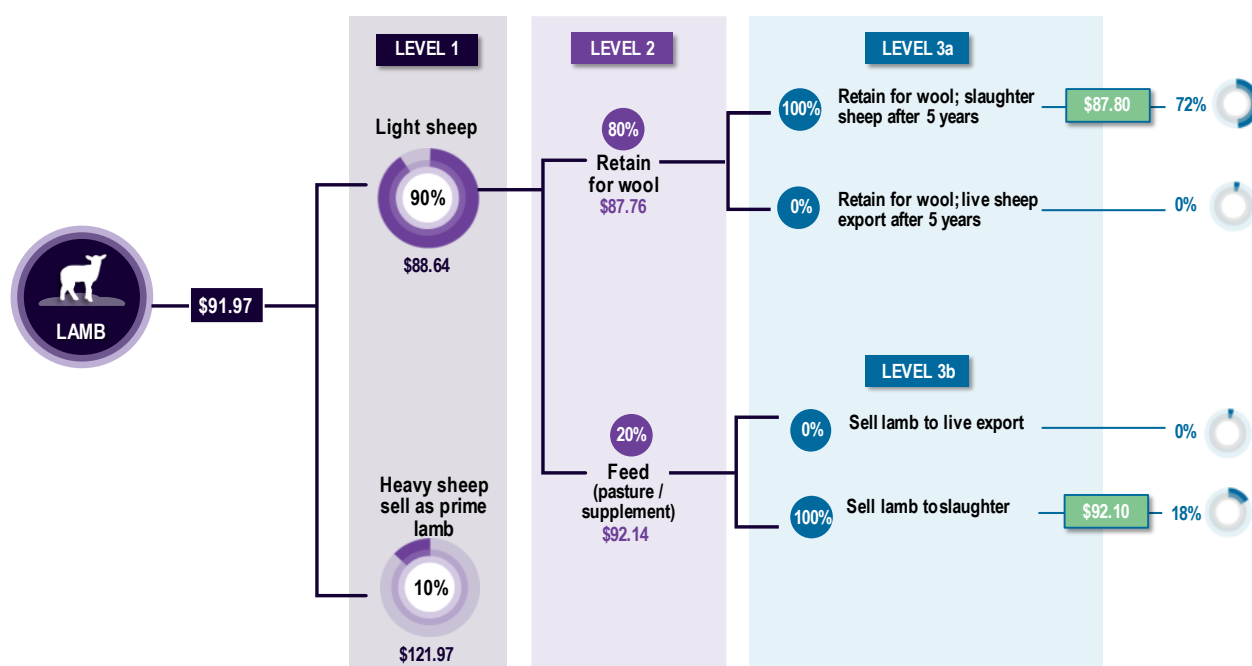 LEVEL 1
LEVEL 2
LEVEL 3a
Light sheep
90%
$88.64
80%
Retain
for wool
$87.76
100%
Retain for wool; slaughter
sheep after 5 years
$87.80
72%
0%
Retain for wool; live sheep
export after 5 years
0%
LAMB
$91.97
LEVEL 3b
20%
Feed
(pasture /
supplement)
$92.14
0%
Sell lamb to live export
0%
100%
Sell lamb to slaughter
$92.10
18%
Heavy sheep
sell as prime
lamb
10%
$121.97